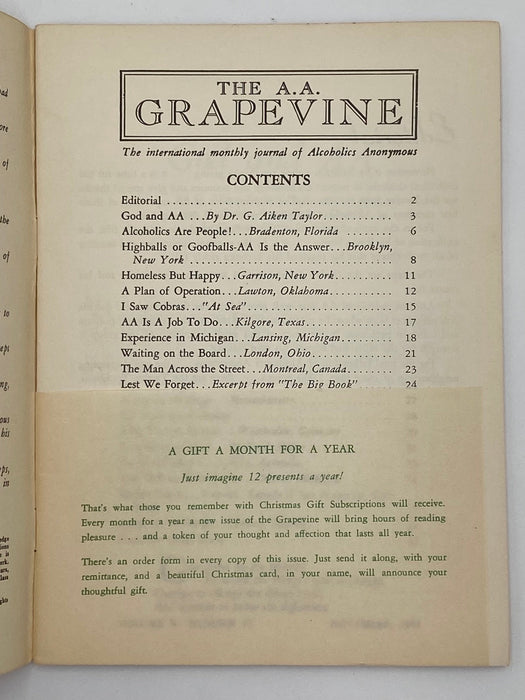 THE A.A.
GRAPEVINE
The international monthly journal of Alcoholics Anonymous
CONTENTS
Editorial .................................... 2
God and AA ...By Dr. G. Aiken Taylor........... 3
Alcoholics Are People!...Bradenton, Florida ........ 6
Highballs or Goofballs-AA Is the Answer...Brooklyn,
New York .................................. 8
Homeless But Happy...Garrison, New York.......... 11
A Plan of Operation...Lawton, Oklahoma........... 12
I Saw Cobras..."At Sea"......................... 15
AA Is A Job To Do...Kilgore, Texas............... 17
Experience in Michigan...Lansing, Michigan......... 18
Waiting on the Board...London, Ohio.............. 21
The Man Across the Street...Montreal, Canada........ 23
Lest We Forget...Excerpt from "The Big Book" ..... 24
A GIFT A MONTH FOR A YEAR
Just imagine 12 presents a year!
That's what those you remember with Christmas Gift Subscriptions will receive.
Every month for a year a new issue of the Grapevine will bring hours of reading
pleasure . . . and a token of your thought and affection that lasts all year.
There's an order form in every copy of this issue. Just send it along, with your
remittance, and a beautiful Christmas card, in your name, will announce your
thoughtful gift.